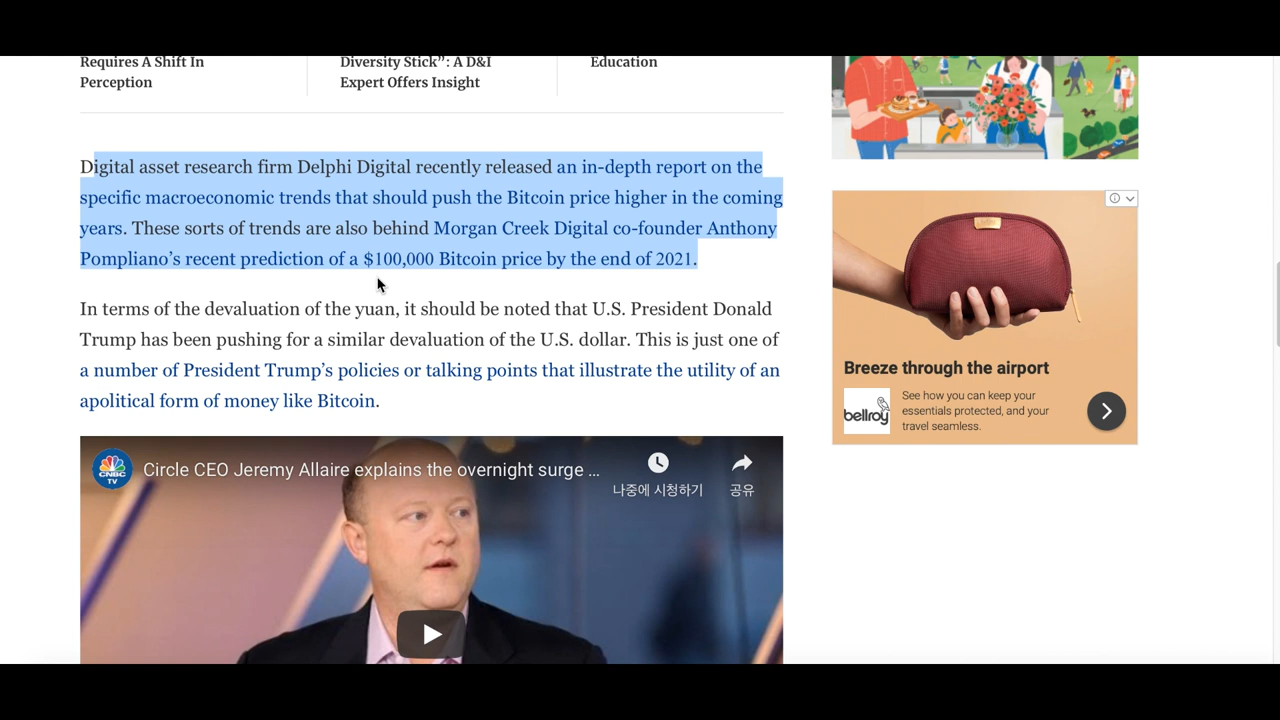 Requires A Shift In
Perception
Diversity Stick”: A D&I
Expert Offers Insight
Education
Digital asset research firm Delphi Digital recently released an in-depth report on the
specific macroeconomic trends that should push the Bitcoin price higher in the coming
years. These sorts of trends are also behind Morgan Creek Digital co-founder Anthony
Pompliano’s recent prediction of a $100,000 Bitcoin price by the end of 2021.
In terms of the devaluation of the yuan, it should be noted that U.S. President Donald
Trump has been pushing for a similar devaluation of the U.S. dollar. This is just one of
a number of President Trump’s policies or talking points that illustrate the utility of an
apolitical form of money like Bitcoin.
CNBC
TV
Circle CEO Jeremy Allaire explains the overnight surge ...
나중에 시청하기
공유
Breeze through the airport
bellroy
See how you can keep your
essentials protected, and your
travel seamless.